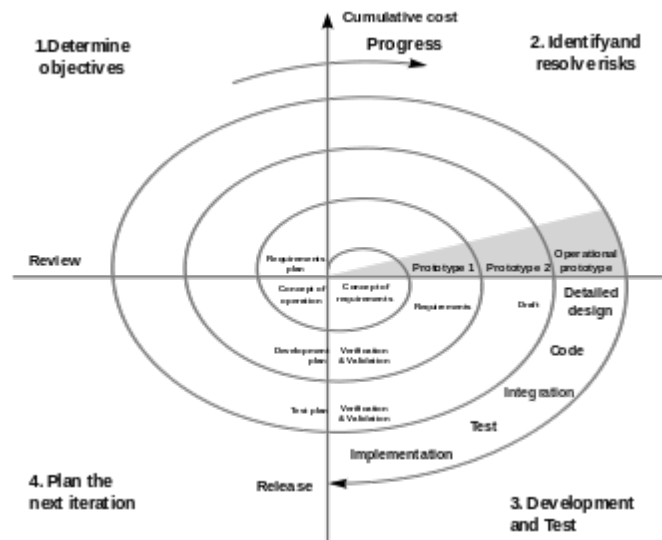 Cumulative cost
Progress
1.Determine
objectives
2. Identify and
resolve risks
Review
Requirements
plan
Prototype 1
Prototype 2
Operational
prototype
Concept of
operation
Concept of
requirements
Requirements
Draft
Detailed
design
Development
plan
Verification
& Validation
Code
Integration
Test plan
Verification
& Validation
Test
Implementation
Release
4. Plan the
next iteration
3. Development
and Test